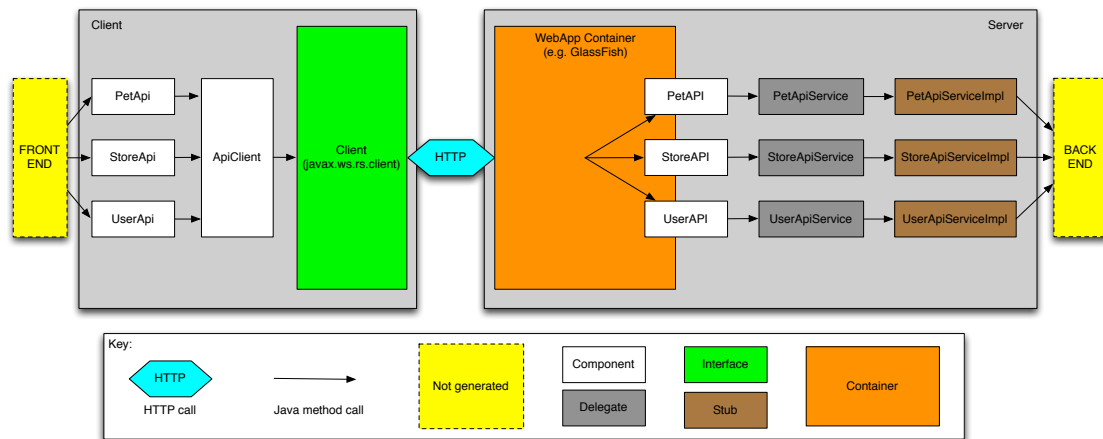 Client
Server
WebApp Container
(e.g. GlassFish)
FRONT
END
PetApi
StoreApi
UserApi
ApiClient
Client
(javax.ws.rs.client)
HTTP
PetAPI
PetApiService
PetApiServiceImpl
StoreAPI
StoreApiService
StoreApiServiceImpl
UserAPI
UserApiService
UserApiServiceImpl
BACK
END
Key:
HTTP
HTTP call
Java method call
Not generated
Component
Delegate
Interface
Stub
Container